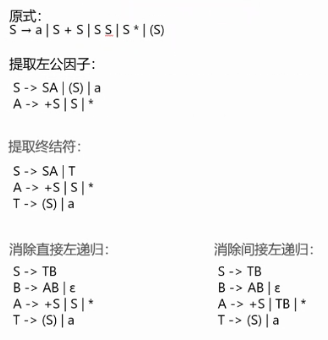 原式：
S → a | S + S | S S | S * | (S)
提取左公因子：
S -> SA | (S) | a
A -> +S | S | *
提取终结符：
S -> SA | T
A -> +S | S | *
T -> (S) | a
消除直接左递归：
S -> TB
B -> AB | ε
A -> +S | S | *
T -> (S) | a
消除间接左递归：
S -> TB
B -> AB | ε
A -> +S | TB | *
T -> (S) | a